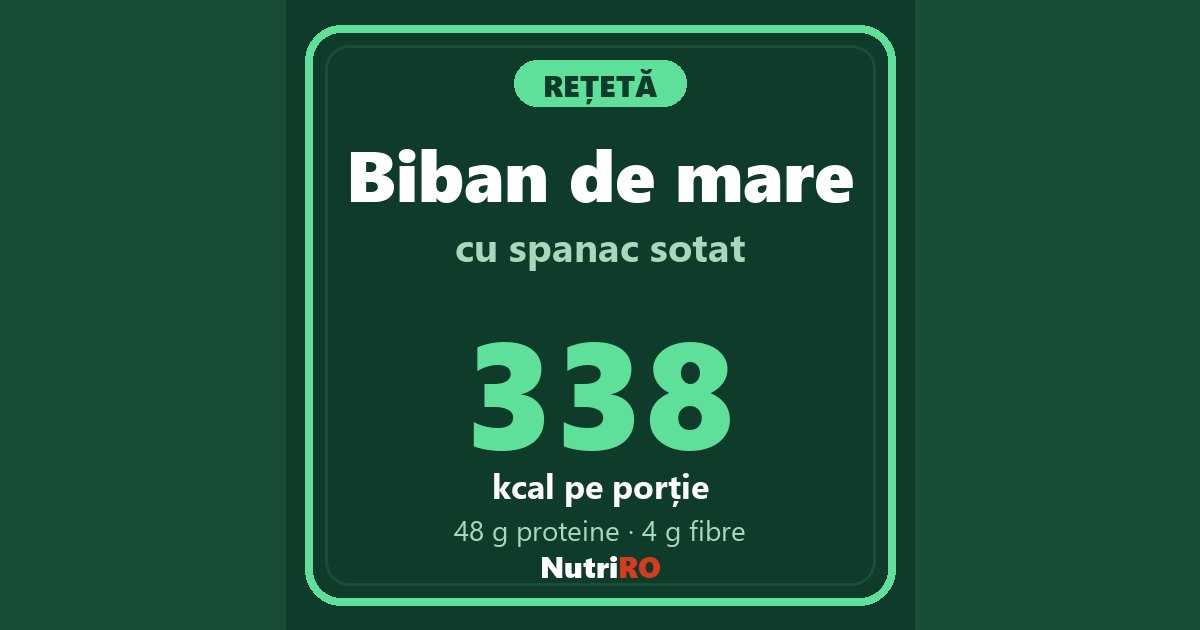 REȚETĂ
Biban de mare
cu spanac sotat
338
kcal pe porție
48 g proteine · 4 g fibre
NutriRO